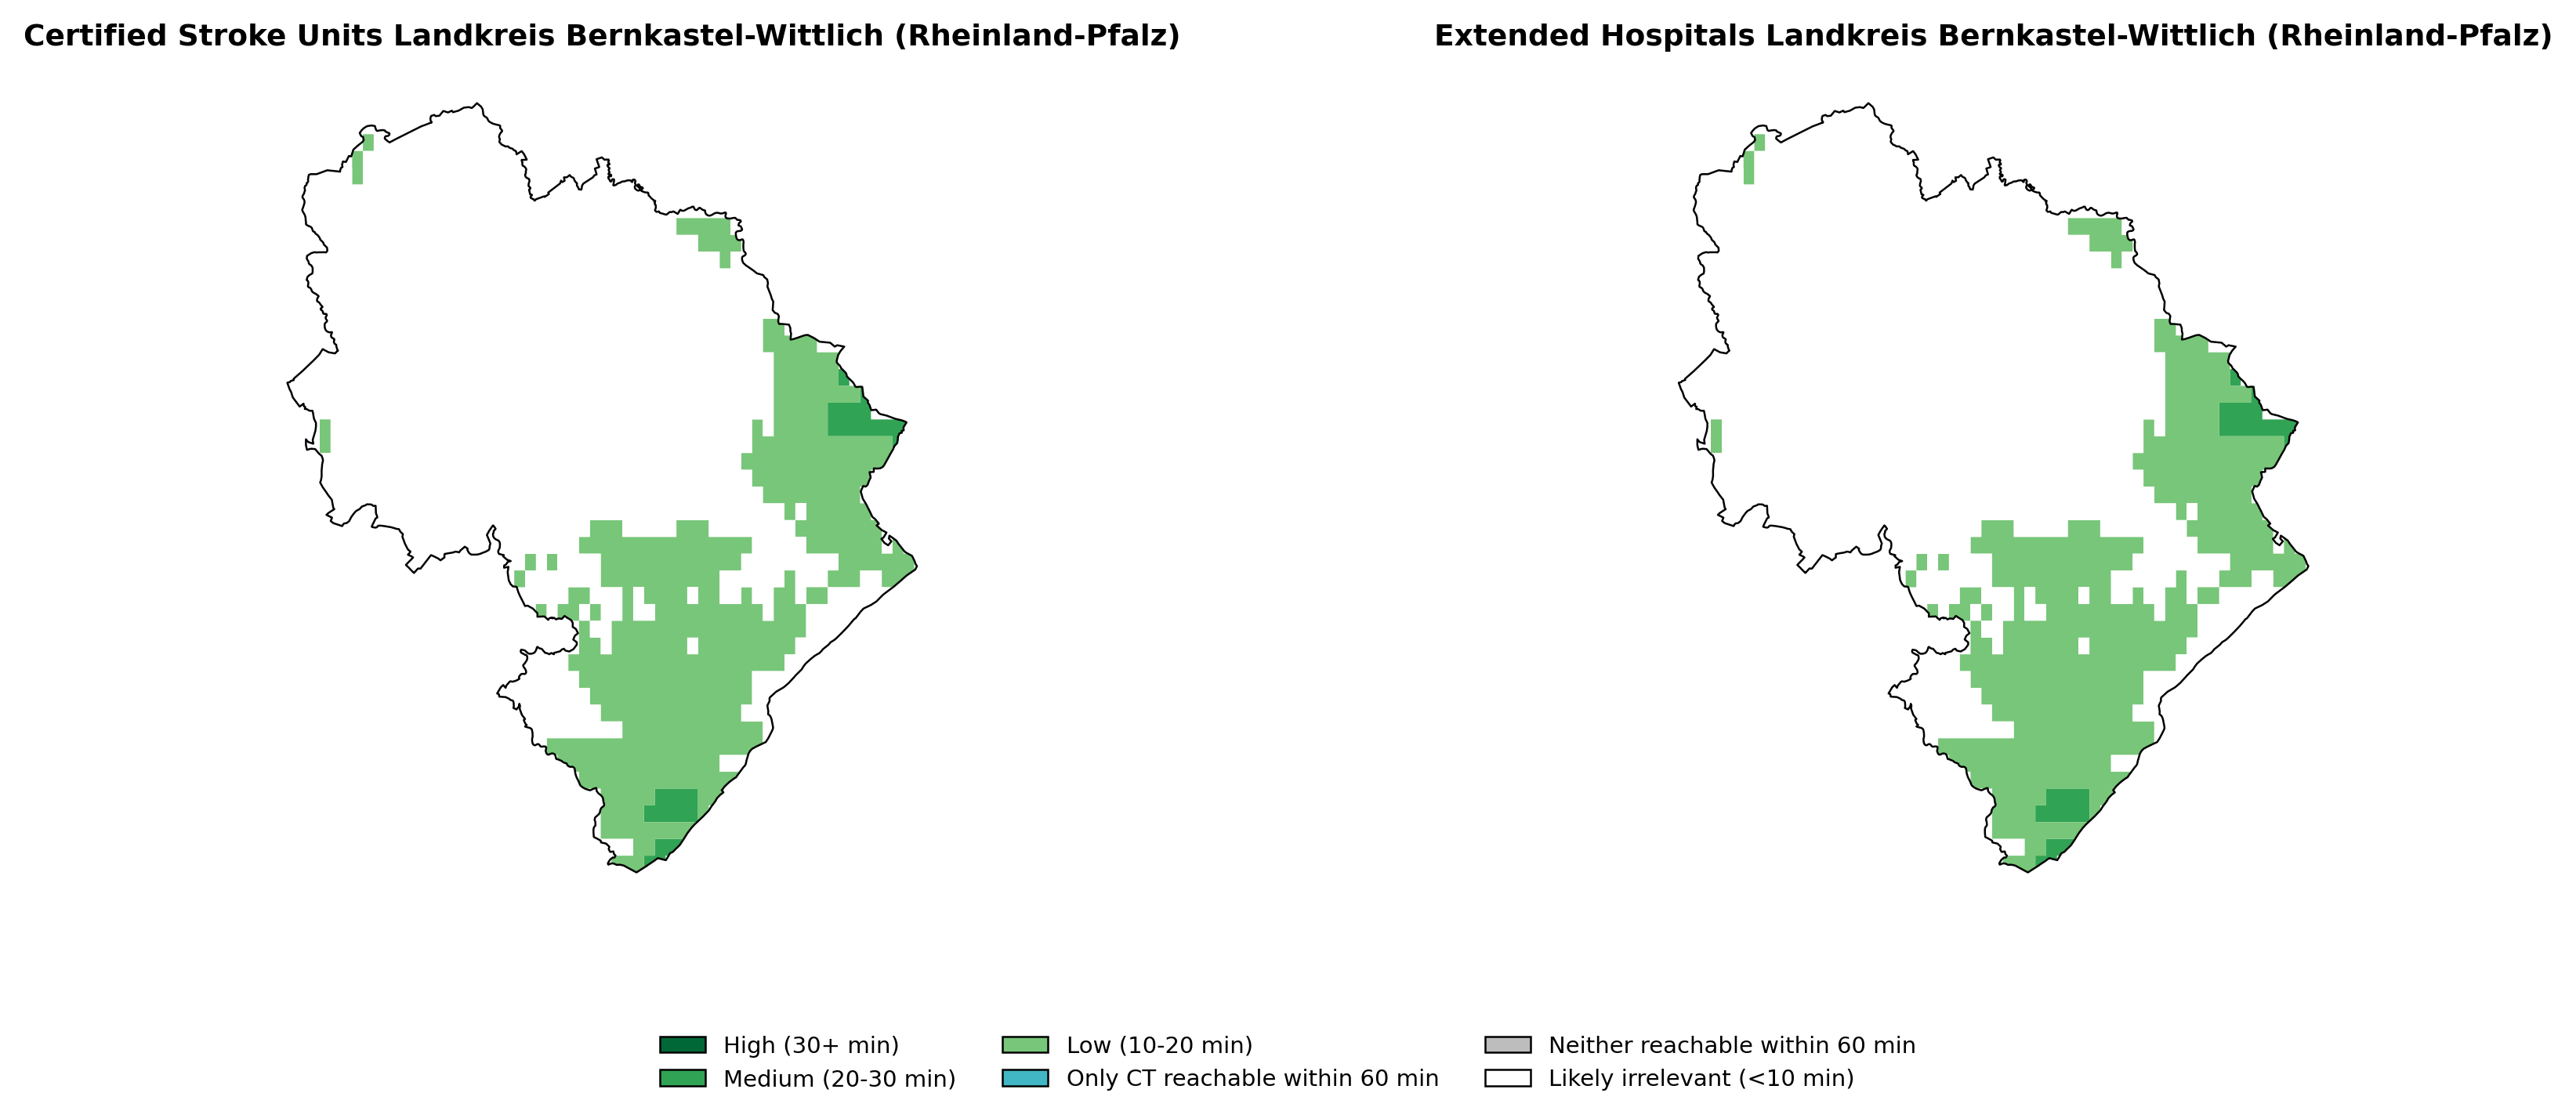 Certified Stroke Units Landkreis Bernkastel-Wittlich (Rheinland-Pfalz)
Extended Hospitals Landkreis Bernkastel-Wittlich (Rheinland-Pfalz)
High (30+ min)
Medium (20-30 min)
Low (10-20 min)
Only CT reachable within 60 min
Neither reachable within 60 min
Likely irrelevant (<10 min)